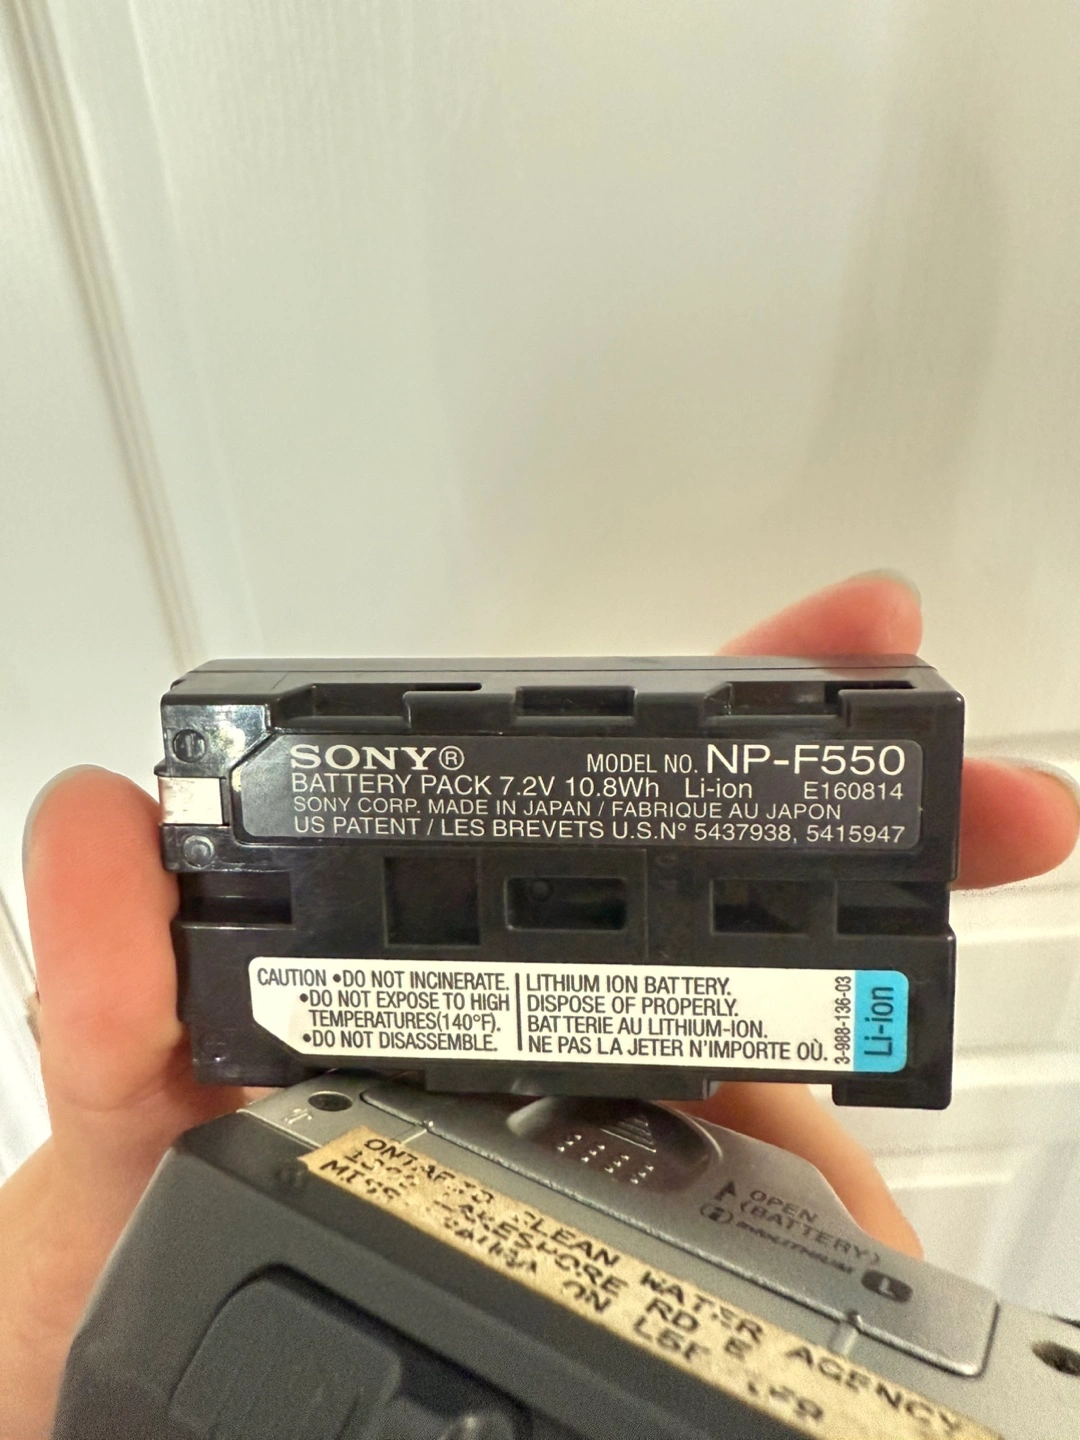 SONY® MODEL NO. NP-F550
BATTERY PACK 7.2V 10.8Wh Li-ion E160814
SONY CORP. MADE IN JAPAN / FABRIQUE AU JAPON
US PATENT / LES BREVETS U.S.N° 5437938, 5415947
CAUTION •DO NOT INCINERATE.
•DO NOT EXPOSE TO HIGH
TEMPERATURES(140°F).
•DO NOT DISASSEMBLE.
LITHIUM ION BATTERY.
DISPOSE OF PROPERLY.
BATTERIE AU LITHIUM-ION.
NE PAS LA JETER N'IMPORTE OÙ.
3-988-136-03
Li-ion
OPEN
(BATTERY)
InfoLITHIUM L
CLEAN WATER AGENCY
LAKESHORE RD E
ON L5E